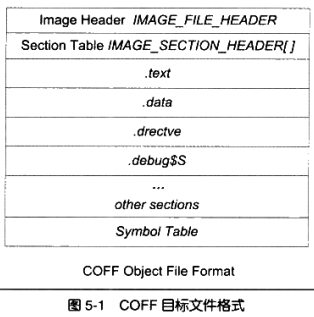 Image Header IMAGE_FILE_HEADER
Section Table IMAGE_SECTION_HEADER[ ]
.text
.data
.drectve
.debug$S
...
other sections
Symbol Table
COFF Object File Format
图 5-1 COFF 目标文件格式